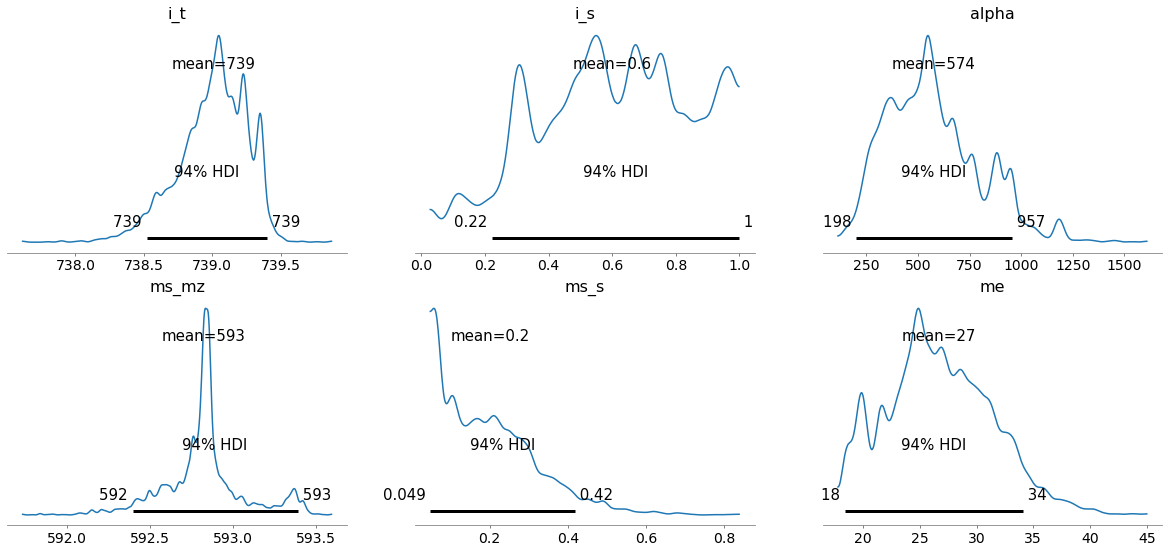 i_t
mean=739
94% HDI
739
739
738.0 738.5 739.0 739.5
i_s
mean=0.6
94% HDI
0.22
1
0.0 0.2 0.4 0.6 0.8 1.0
alpha
mean=574
94% HDI
198
957
250 500 750 1000 1250 1500
ms_mz
mean=593
94% HDI
592
593
592.0 592.5 593.0 593.5
ms_s
mean=0.2
94% HDI
0.049
0.42
0.2 0.4 0.6 0.8
me
mean=27
94% HDI
18
34
20 25 30 35 40 45